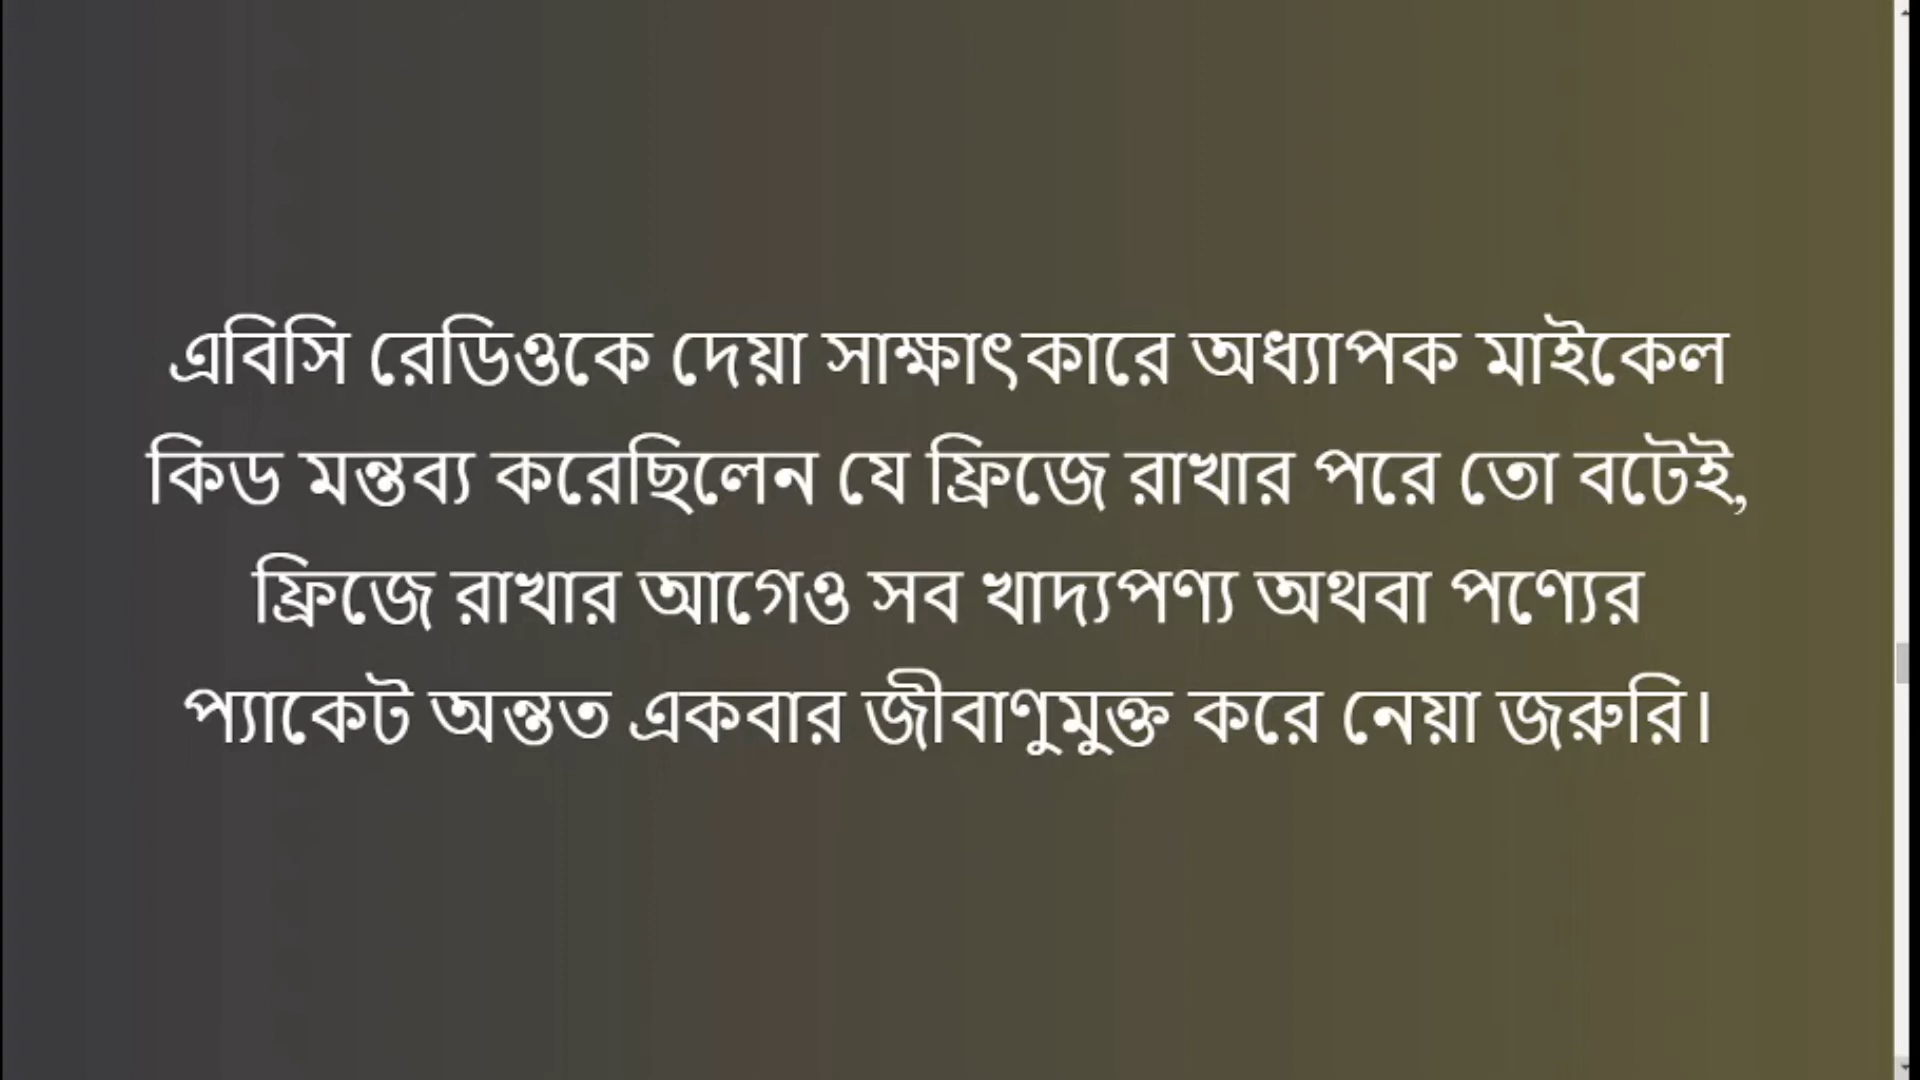 এবিসি রেডিওকে দেয়া সাক্ষাৎকারে অধ্যাপক মাইকেল
কিড মন্তব্য করেছিলেন যে ফ্রিজে রাখার পরে তো বটেই,
ফ্রিজে রাখার আগেও সব খাদ্যপণ্য অথবা পণ্যের
প্যাকেট অন্তত একবার জীবাণুমুক্ত করে নেয়া জরুরি।